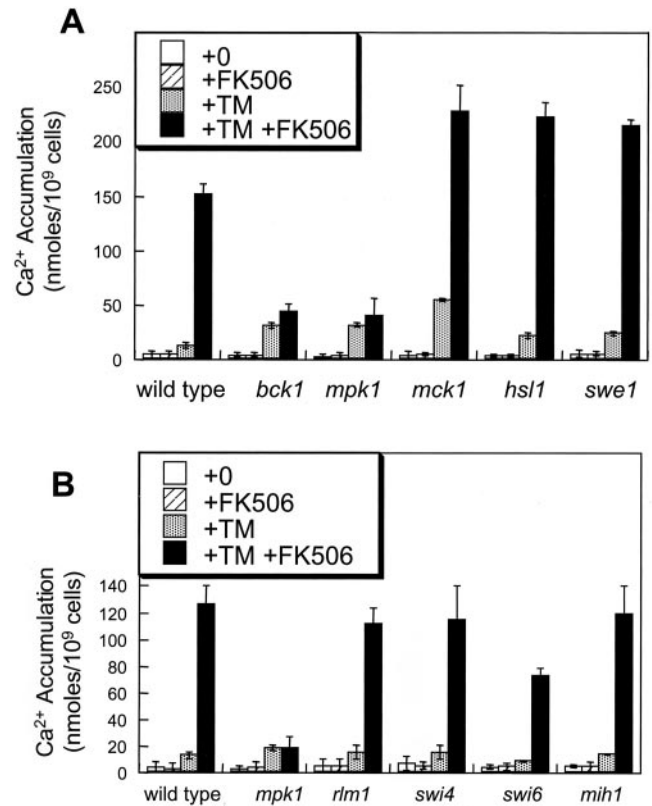 A
+0
+FK506
+TM
+TM +FK506
Ca²⁺ Accumulation
(nmoles/10⁹ cells)
250
200
150
100
50
0
wild type bck1 mpk1 mck1 hsl1 swe1
B
+0
+FK506
+TM
+TM +FK506
Ca²⁺ Accumulation
(nmoles/10⁹ cells)
140
120
100
80
60
40
20
0
wild type mpk1 rlm1 swi4 swi6 mih1